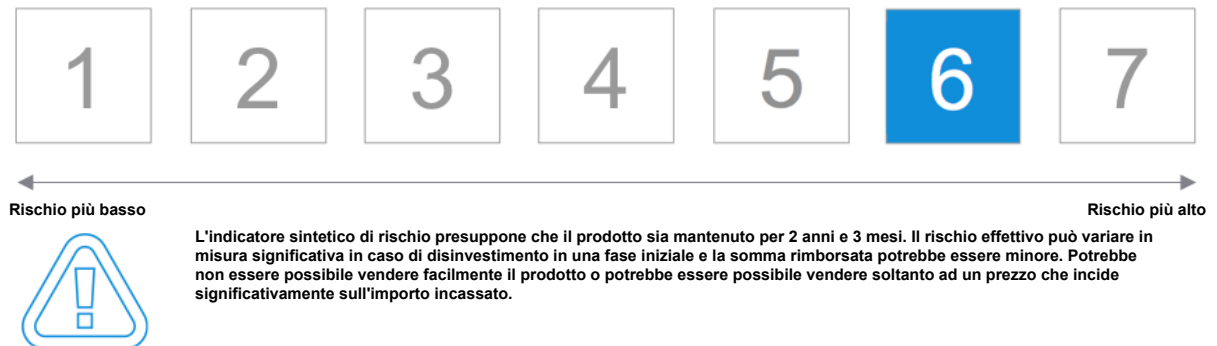 1 2 3 4 5 6 7
Rischio più basso Rischio più alto
L'indicatore sintetico di rischio presuppone che il prodotto sia mantenuto per 2 anni e 3 mesi. Il rischio effettivo può variare in
misura significativa in caso di disinvestimento in una fase iniziale e la somma rimborsata potrebbe essere minore. Potrebbe
non essere possibile vendere facilmente il prodotto o potrebbe essere possibile vendere soltanto ad un prezzo che incide
significativamente sull'importo incassato.